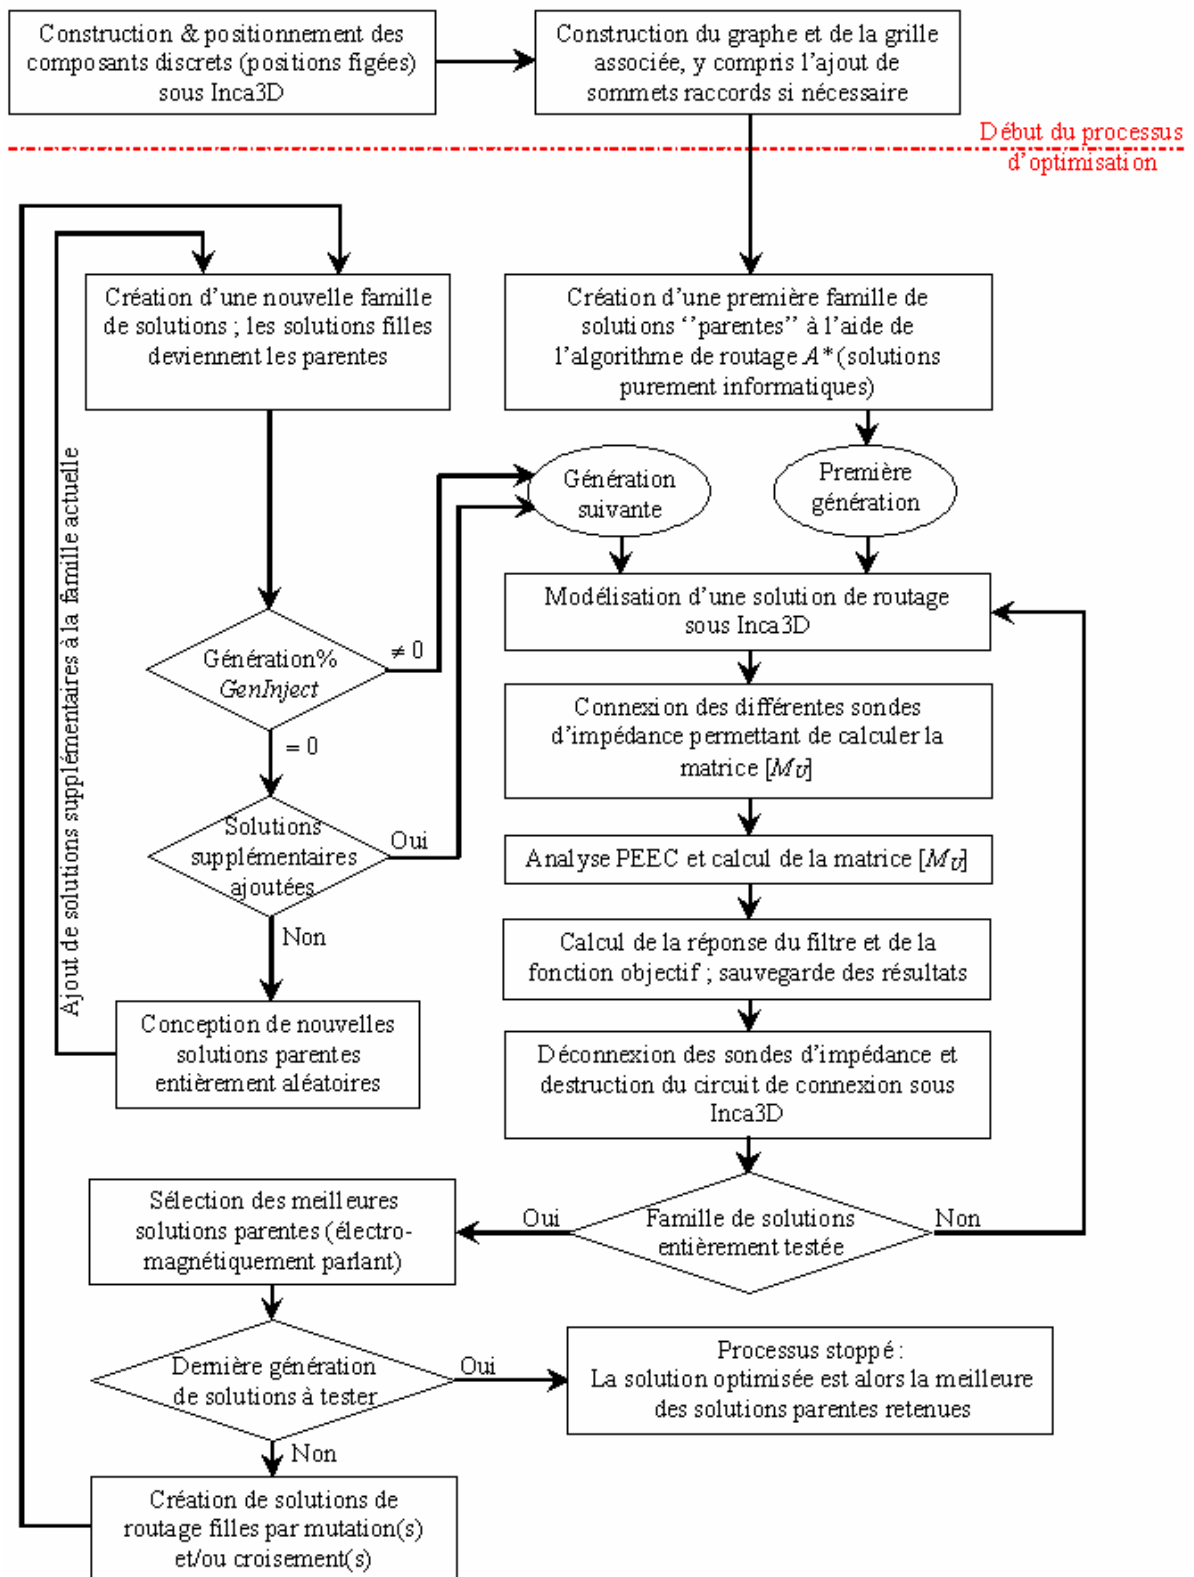 Construction & positionnement des
composants discrets (positions figées)
sous Inca3D
Construction du graphe et de la grille
associée, y compris l'ajout de
sommets raccords si nécessaire
Début du processus
d'optimisation
Création d'une nouvelle famille
de solutions ; les solutions filles
deviennent les parentes
Création d'une première famille de
solutions ‘‘parentes’’ à l'aide de
l'algorithme de routage A* (solutions
purement informatiques)
Génération
suivante
Première
génération
Modélisation d'une solution de routage
sous Inca3D
Génération%
GenInject
≠ 0
= 0
Connexion des différentes sondes
d'impédance permettant de calculer la
matrice [Mυ]
Solutions
supplémentaires
ajoutées
Oui
Non
Analyse PEEC et calcul de la matrice [Mυ]
Calcul de la réponse du filtre et de la
fonction objectif ; sauvegarde des résultats
Conception de nouvelles
solutions parentes
entièrement aléatoires
Ajout de solutions supplémentaires à la famille actuelle
Déconnexion des sondes d'impédance et
destruction du circuit de connexion sous
Inca3D
Famille de solutions
entièrement testée
Oui
Non
Sélection des meilleures
solutions parentes (électro-
magnétiquement parlant)
Dernière génération
de solutions à tester
Oui
Non
Processus stoppé :
La solution optimisée est alors la meilleure
des solutions parentes retenues
Création de solutions de
routage filles par mutation(s)
et/ou croisement(s)